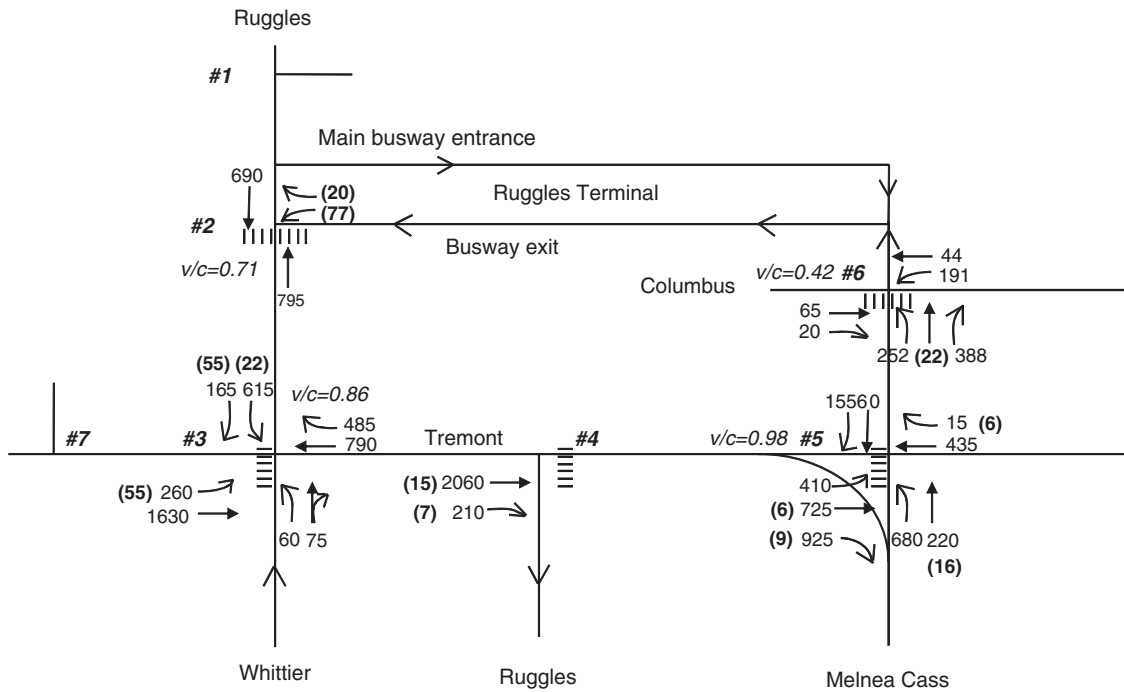 Ruggles
#1
Main busway entrance
690
(20)
Ruggles Terminal
(77)
#2
Busway exit
v/c=0.71
795
44
v/c=0.42 #6
191
Columbus
65
20
252 (22) 388
(55) (22)
165 615
v/c=0.86
485
790
#7
#3
Tremont
#4
v/c=0.98 #5
15560
15 (6)
435
(55) 260
1630
60 75
(15) 2060
(7) 210
410
(6) 725
(9) 925
680 220
(16)
Whittier
Ruggles
Melnea Cass